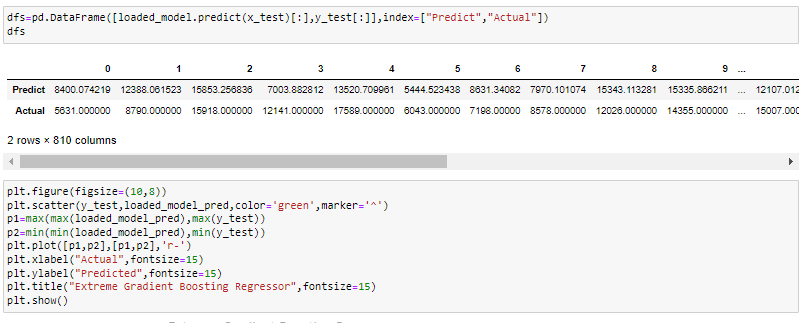 dfs=pd.DataFrame([loaded_model.predict(x_test)[:],y_test[:]],index=["Predict","Actual"])
dfs
0 1 2 3 4 5 6 7 8 9 ...
Predict 8400.074219 12388.061523 15853.256836 7003.882812 13520.709961 5444.523438 8631.34082 7970.101074 15343.113281 15335.866211 ... 12107.012
Actual 5631.000000 8790.000000 15918.000000 12141.000000 17589.000000 6043.000000 7198.00000 8578.000000 12026.000000 14355.000000 ... 15007.000
2 rows × 810 columns
plt.figure(figsize=(10,8))
plt.scatter(y_test,loaded_model_pred,color='green',marker='^')
p1=max(max(loaded_model_pred),max(y_test))
p2=min(min(loaded_model_pred),min(y_test))
plt.plot([p1,p2],[p1,p2],'r-')
plt.xlabel("Actual",fontsize=15)
plt.ylabel("Predicted",fontsize=15)
plt.title("Extreme Gradient Boosting Regressor",fontsize=15)
plt.show()